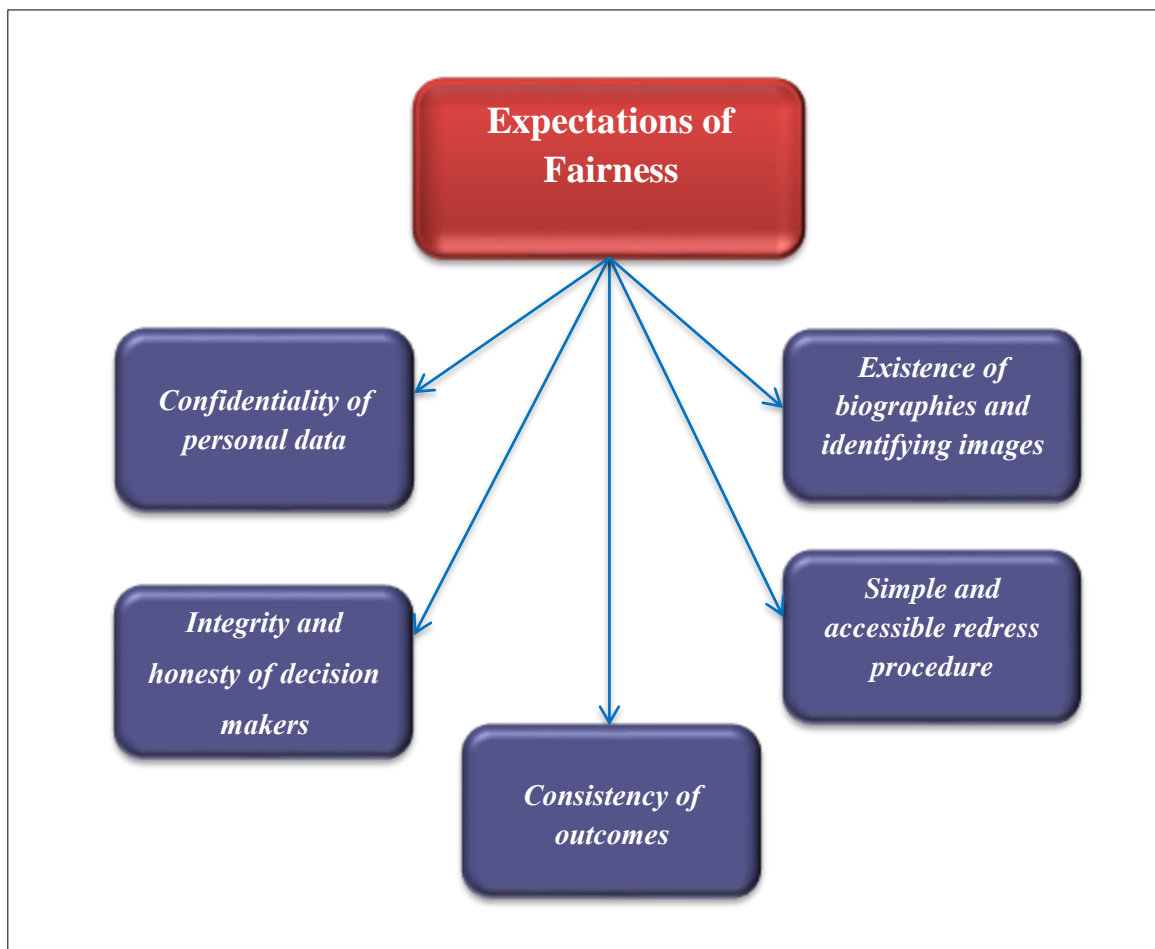 Expectations of
Fairness
Confidentiality of
personal data
Existence of
biographies and
identifying images
Integrity and
honesty of decision
makers
Simple and
accessible redress
procedure
Consistency of
outcomes